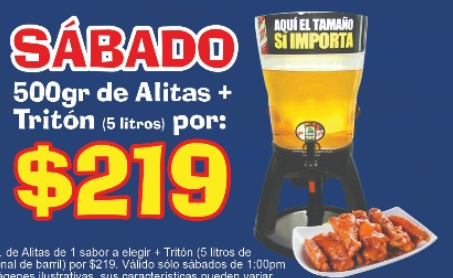 SÁBADO
500gr de Alitas +
Tritón (5 litros) por:
$219
AQUÍ EL TAMAÑO
SI IMPORTA
. de Alitas de 1 sabor a elegir + Tritón (5 litros de
nal de barril) por $219. Válido sólo sábados de 1:00pm
ágenes ilustrativas, sus características pueden variar